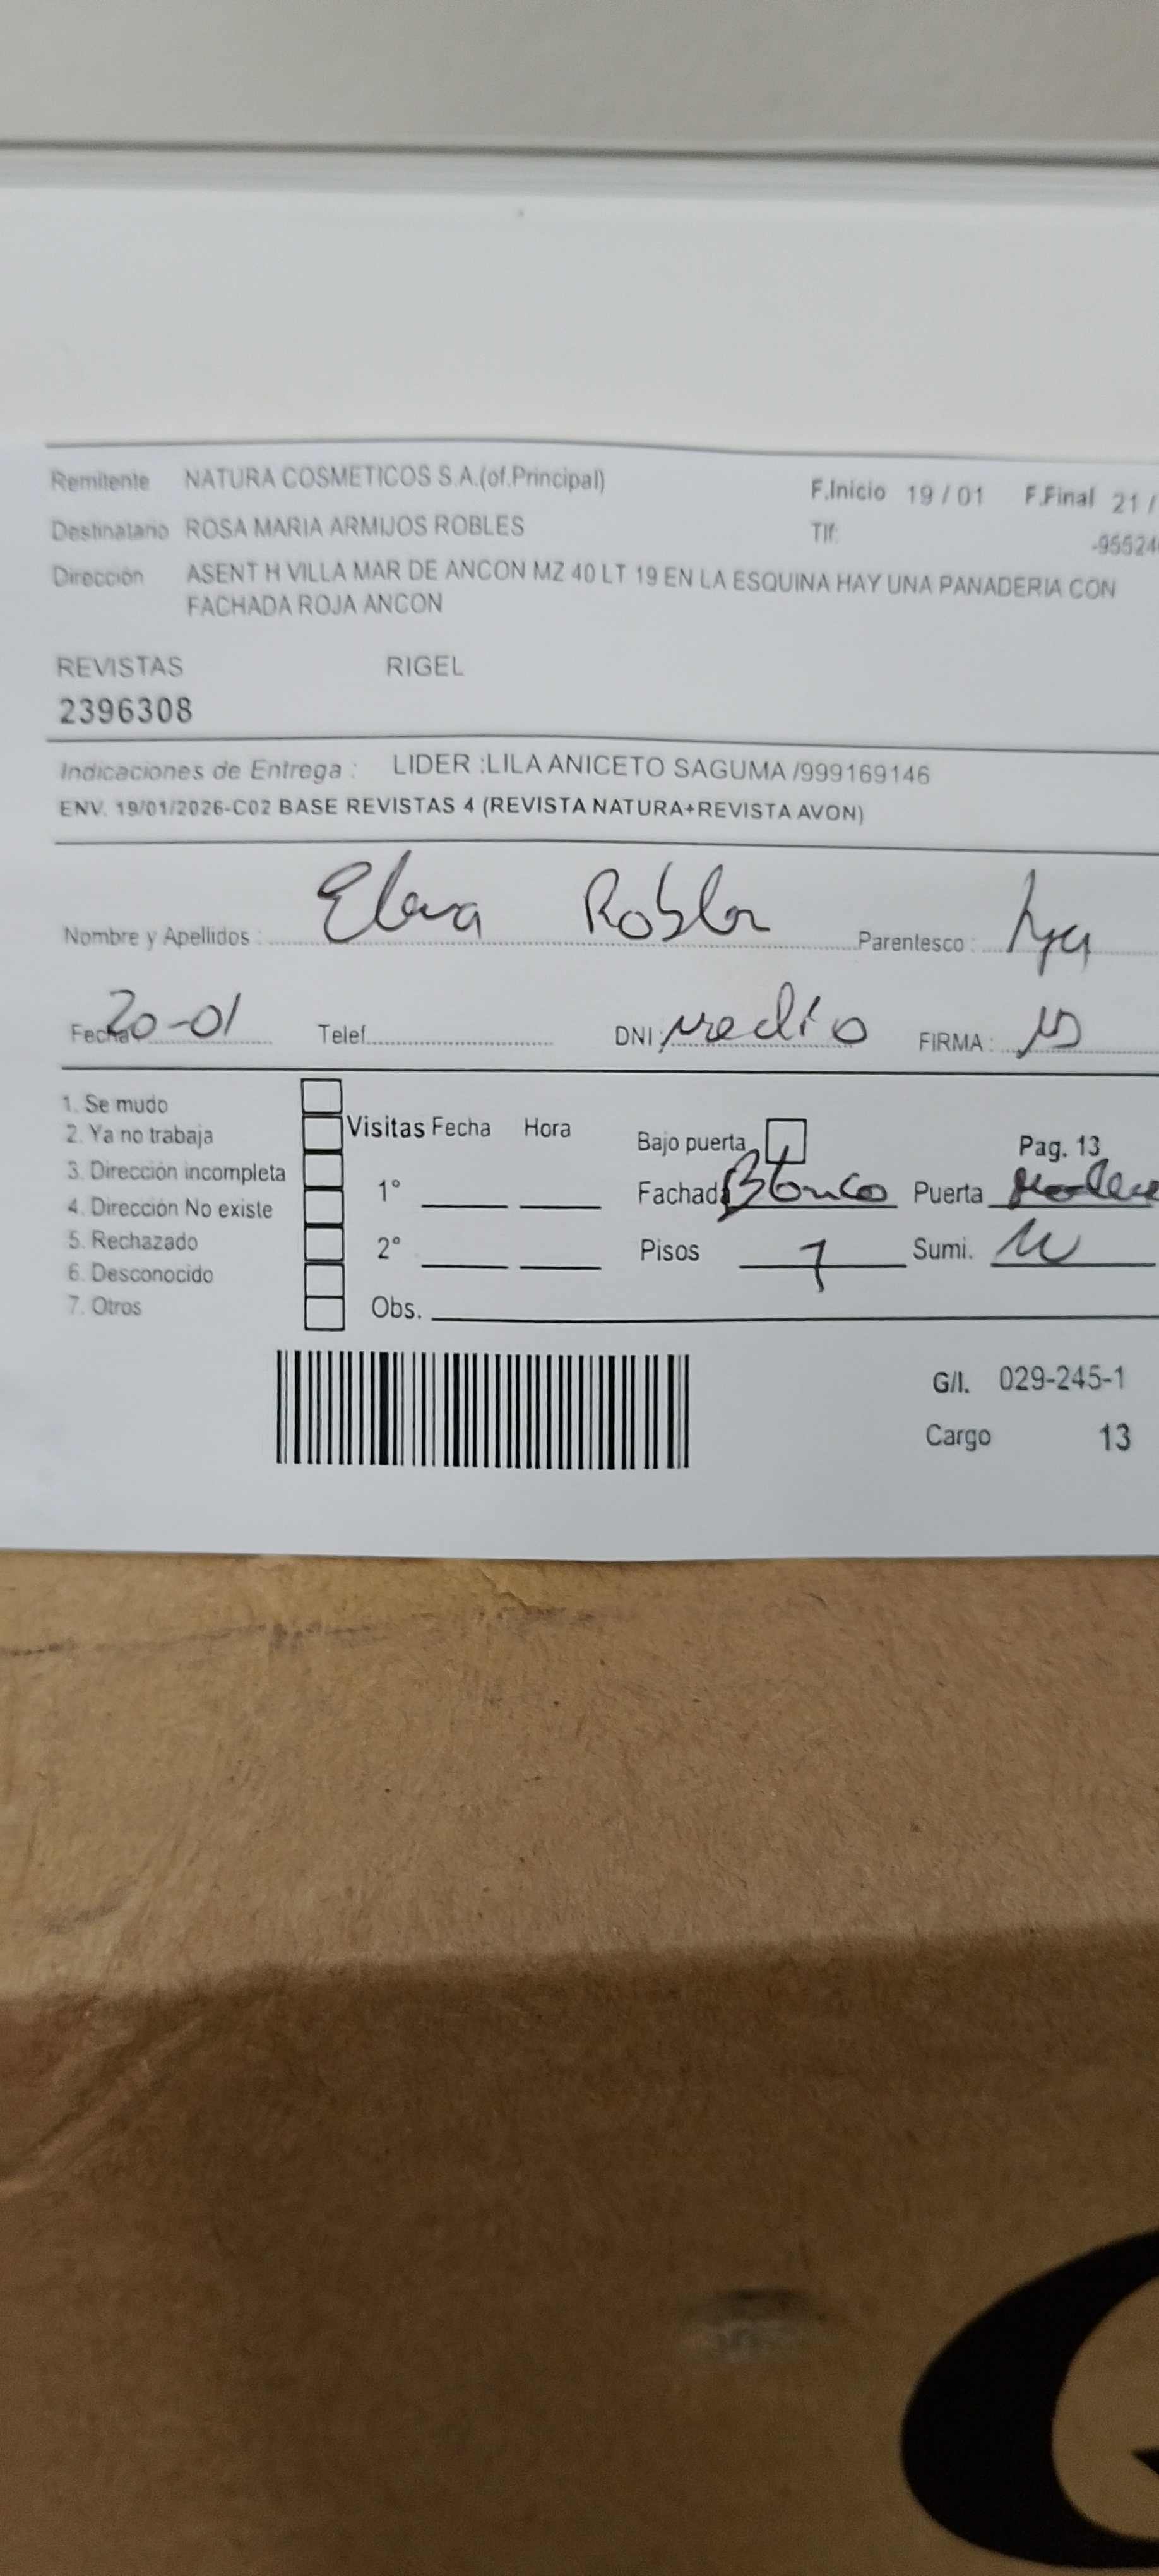 Remitente NATURA COSMETICOS S.A.(of.Principal) F.Inicio 19 / 01 F.Final 21 /
Destinatario ROSA MARIA ARMIJOS ROBLES Tlf: -95524
Dirección ASENT H VILLA MAR DE ANCON MZ 40 LT 19 EN LA ESQUINA HAY UNA PANADERIA CON
FACHADA ROJA ANCON
REVISTAS RIGEL
2396308
Indicaciones de Entrega : LIDER :LILA ANICETO SAGUMA /999169146
ENV. 19/01/2026-C02 BASE REVISTAS 4 (REVISTA NATURA+REVISTA AVON)
Nombre y Apellidos : Elena Robles Parentesco :
Fecha 20-01 Telef. DNI: FIRMA :
1. Se mudo
2. Ya no trabaja Visitas Fecha Hora Bajo puerta Pag. 13
3. Dirección incompleta 1° Fachada Blanco Puerta
4. Dirección No existe
5. Rechazado 2° Pisos Sumi.
6. Desconocido
7. Otros Obs.
G/I. 029-245-1
Cargo 13